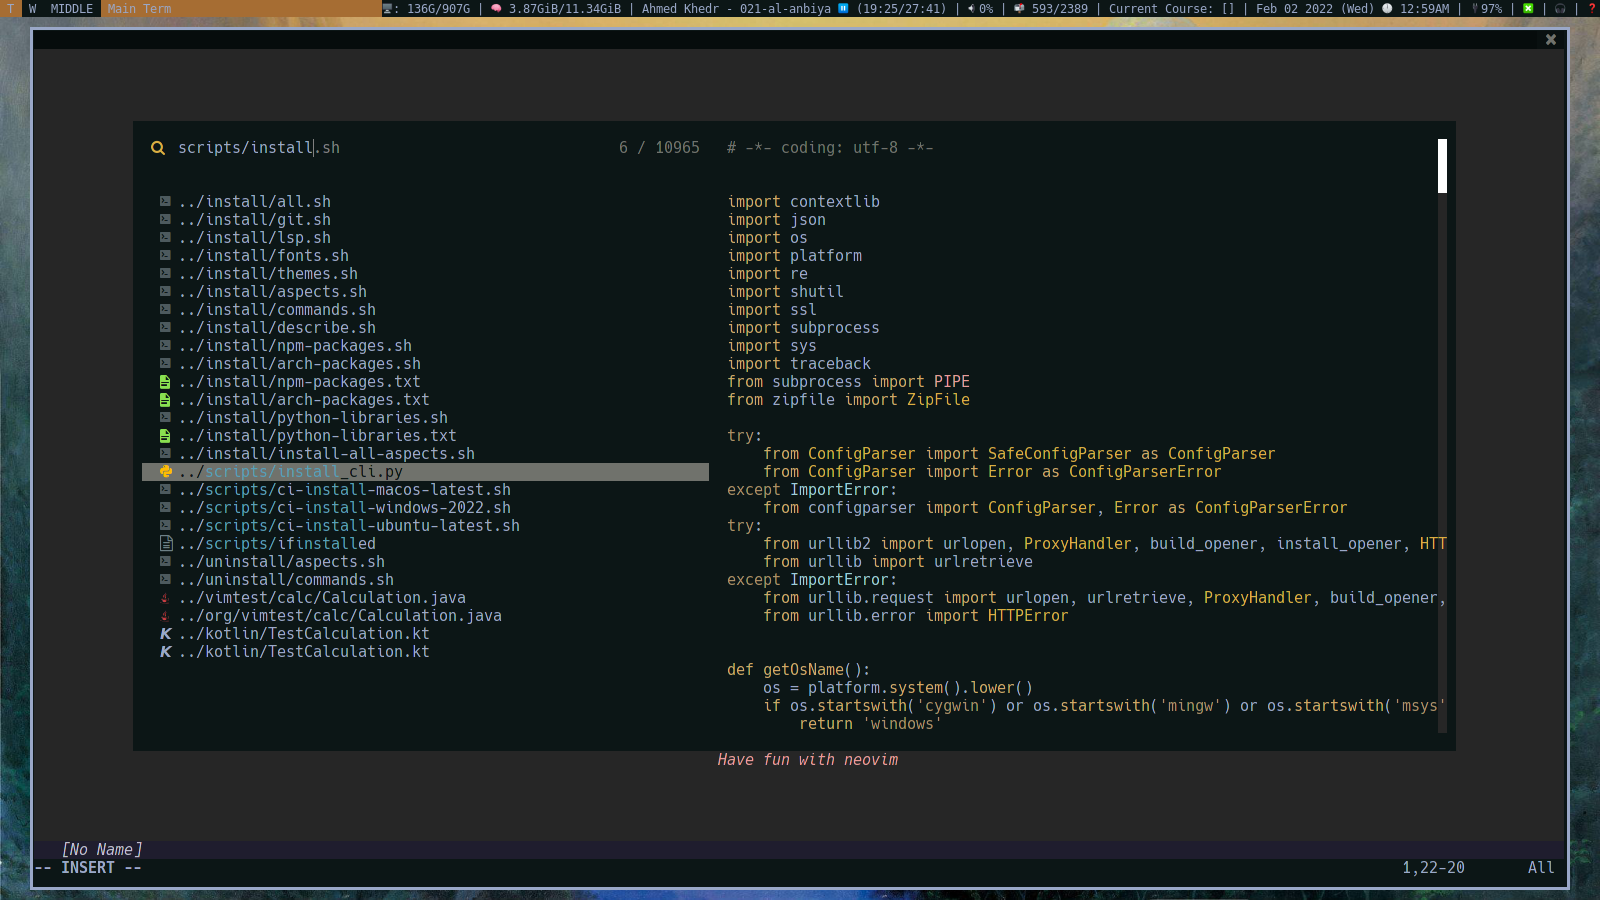 T W MIDDLE Main Term : 136G/907G | 3.87GiB/11.34GiB | Ahmed Khedr - 021-al-anbiya (19:25/27:41) | 0% | 593/2389 | Current Course: [] | Feb 02 2022 (Wed) 12:59AM | 97% | | |
scripts/install.sh 6 / 10965
../install/all.sh
../install/git.sh
../install/lsp.sh
../install/fonts.sh
../install/themes.sh
../install/aspects.sh
../install/commands.sh
../install/describe.sh
../install/npm-packages.sh
../install/arch-packages.sh
../install/npm-packages.txt
../install/arch-packages.txt
../install/python-libraries.sh
../install/python-libraries.txt
../install/install-all-aspects.sh
../scripts/install_cli.py
../scripts/ci-install-macos-latest.sh
../scripts/ci-install-windows-2022.sh
../scripts/ci-install-ubuntu-latest.sh
../scripts/ifinstalled
../uninstall/aspects.sh
../uninstall/commands.sh
../vimtest/calc/Calculation.java
../org/vimtest/calc/Calculation.java
../kotlin/TestCalculation.kt
../kotlin/TestCalculation.kt
# -*- coding: utf-8 -*-
import contextlib
import json
import os
import platform
import re
import shutil
import ssl
import subprocess
import sys
import traceback
from subprocess import PIPE
from zipfile import ZipFile
try:
from ConfigParser import SafeConfigParser as ConfigParser
from ConfigParser import Error as ConfigParserError
except ImportError:
from configparser import ConfigParser, Error as ConfigParserError
try:
from urllib2 import urlopen, ProxyHandler, build_opener, install_opener, HTT
from urllib import urlretrieve
except ImportError:
from urllib.request import urlopen, urlretrieve, ProxyHandler, build_opener,
from urllib.error import HTTPError
def getOsName():
os = platform.system().lower()
if os.startswith('cygwin') or os.startswith('mingw') or os.startswith('msys'
return 'windows'
Have fun with neovim
[No Name]
-- INSERT -- 1,22-20 All